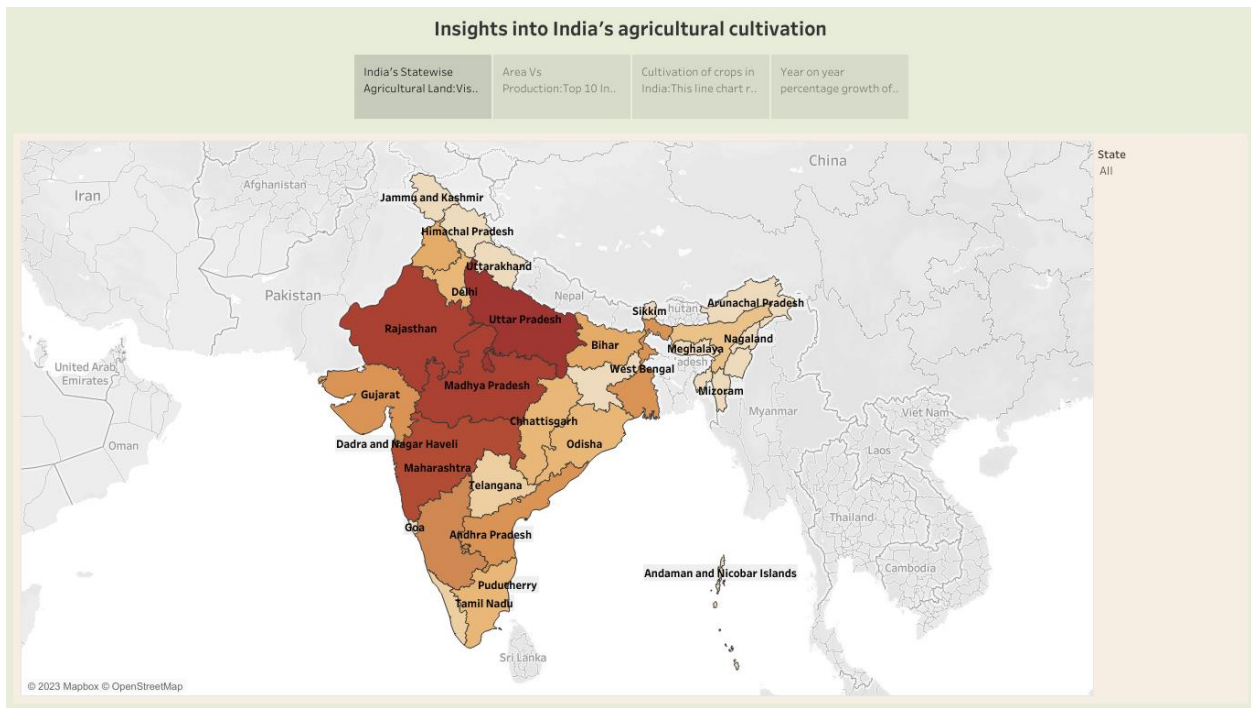 Insights into India's agricultural cultivation
India's Statewise
Agricultural Land:Vis..
Area Vs
Production:Top 10 In..
Cultivation of crops in
India:This line chart r..
Year on year
percentage growth of..
State
All
China
Afghanistan
Iran
Jammu and Kashmir
Himachal Pradesh
Uttarakhand
Pakistan
Delhi
Nepal
Sikkim
hutan
Arunachal Pradesh
Uttar Pradesh
Rajasthan
Nagaland
Bihar
Meghalaya
adesh
West Bengal
United Arab
Emirates
Madhya Pradesh
Mizoram
Gujarat
Myanmar
Viet Nam
Chhattisgarh
Oman
Dadra and Nagar Haveli
Odisha
Laos
Maharashtra
Telangana
Thailand
Goa
Andhra Pradesh
Cambodia
Andaman and Nicobar Islands
Puducherry
Tamil Nadu
Sri Lanka
© 2023 Mapbox © OpenStreetMap